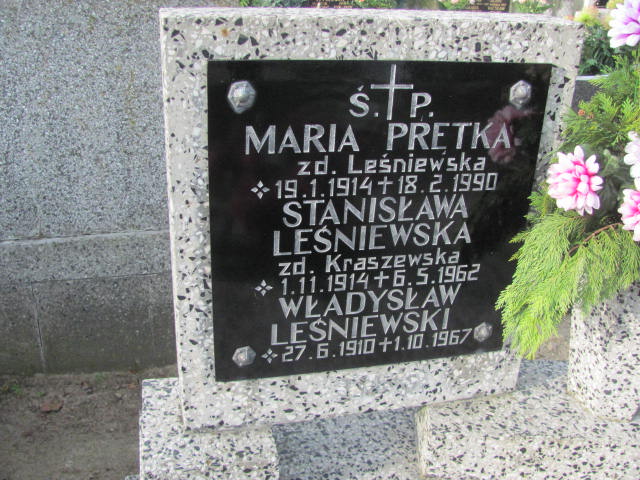 Ś. † P.
MARIA PRĘTKA
zd. Leśniewska
✧ 19.1.1914 + 18.2.1990
STANISŁAWA
LEŚNIEWSKA
zd. Kraszewska
✧ 1.11.1914 + 6.5.1962
WŁADYSŁAW
LEŚNIEWSKI
✧ 27.6.1910 + 1.10.1967